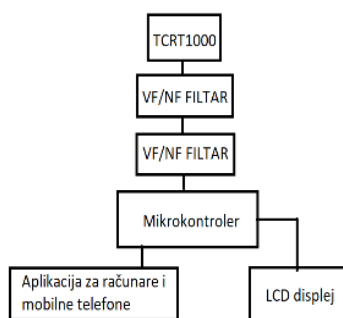 TCRT1000
VF/NF FILTAR
VF/NF FILTAR
Mikrokontroler
Aplikacija za računare i
mobilne telefone
LCD displej